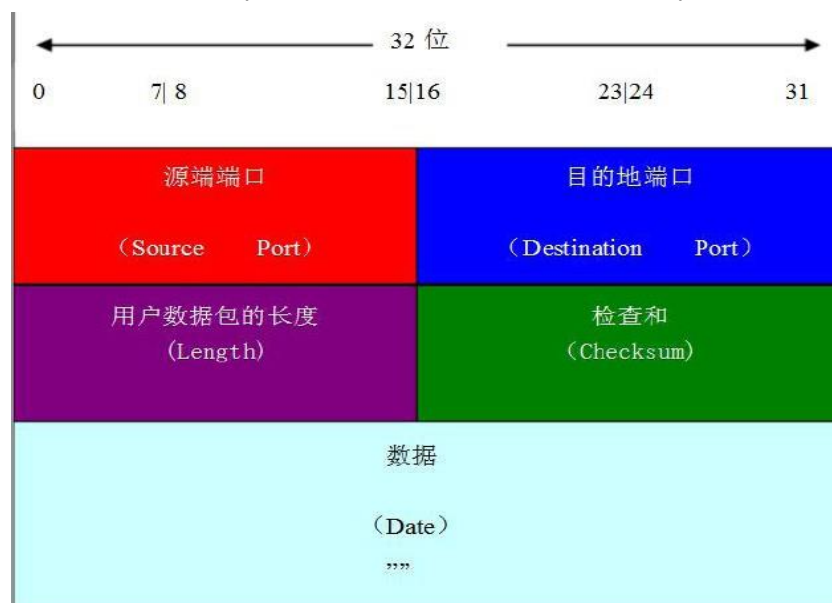 32 位
0 7| 8 15|16 23|24 31
源端端口 目的地端口
（Source Port） （Destination Port）
用户数据包的长度 检查和
(Length) （Checksum)
数据
（Date）
””